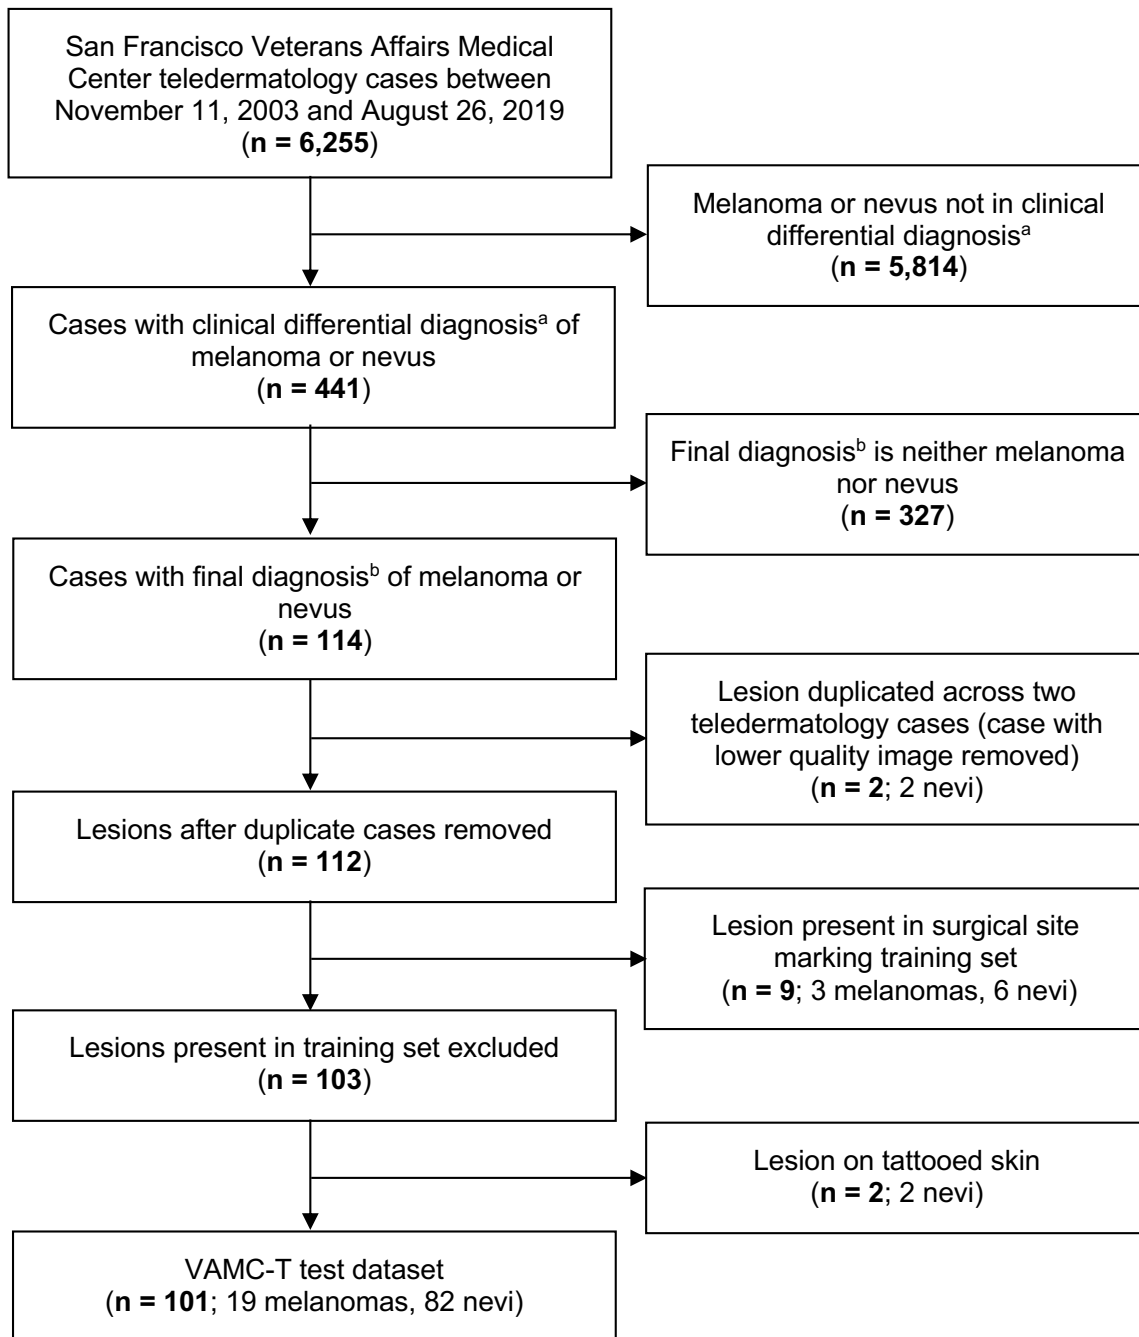 San Francisco Veterans Affairs Medical
Center teledermatology cases between
November 11, 2003 and August 26, 2019
(n = 6,255)
Melanoma or nevus not in clinical
differential diagnosisᵃ
(n = 5,814)
Cases with clinical differential diagnosisᵃ of
melanoma or nevus
(n = 441)
Final diagnosisᵇ is neither melanoma
nor nevus
(n = 327)
Cases with final diagnosisᵇ of melanoma or
nevus
(n = 114)
Lesion duplicated across two
teledermatology cases (case with
lower quality image removed)
(n = 2; 2 nevi)
Lesions after duplicate cases removed
(n = 112)
Lesion present in surgical site
marking training set
(n = 9; 3 melanomas, 6 nevi)
Lesions present in training set excluded
(n = 103)
Lesion on tattooed skin
(n = 2; 2 nevi)
VAMC-T test dataset
(n = 101; 19 melanomas, 82 nevi)